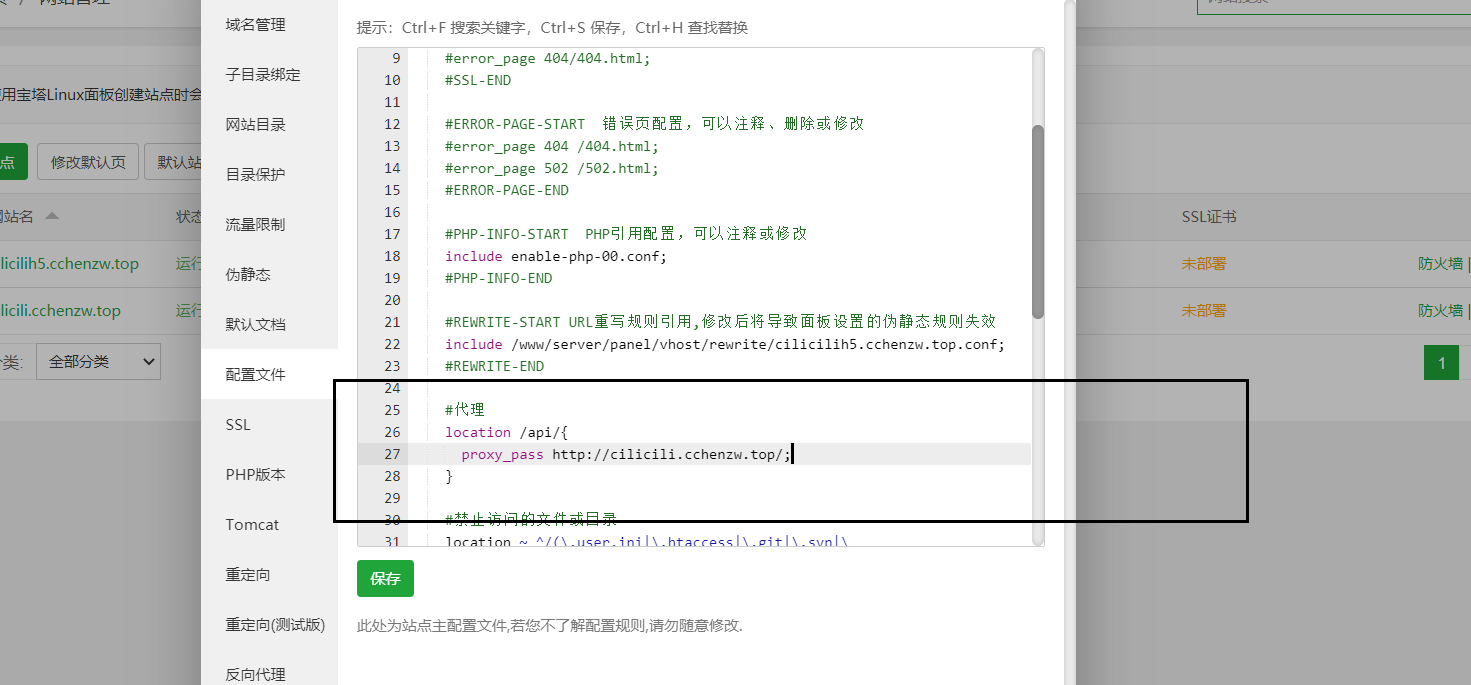 域名管理
子目录绑定
网站目录
目录保护
流量限制
伪静态
默认文档
配置文件
SSL
PHP版本
Tomcat
重定向
重定向(测试版)
反向代理
提示：Ctrl+F 搜索关键字，Ctrl+S 保存，Ctrl+H 查找替换
9 #error_page 404/404.html;
10 #SSL-END
11
12 #ERROR-PAGE-START 错误页配置，可以注释、删除或修改
13 #error_page 404 /404.html;
14 #error_page 502 /502.html;
15 #ERROR-PAGE-END
16
17 #PHP-INFO-START PHP引用配置，可以注释或修改
18 include enable-php-00.conf;
19 #PHP-INFO-END
20
21 #REWRITE-START URL重写规则引用,修改后将导致面板设置的伪静态规则失效
22 include /www/server/panel/vhost/rewrite/cilicilih5.cchenzw.top.conf;
23 #REWRITE-END
24
25 #代理
26 location /api/{
27 proxy_pass http://cilicili.cchenzw.top/;
28 }
29
30 #禁止访问的文件或目录
31 location ~ ^/(\.user.ini|\.htaccess|\.git|\.svn|\
保存
此处为站点主配置文件,若您不了解配置规则,请勿随意修改.
用宝塔Linux面板创建站点时会
点
修改默认页
默认站
站名
状态
SSL证书
licilih5.cchenzw.top
运行
未部署
防火墙 |
licili.cchenzw.top
运行
未部署
防火墙 |
类:
全部分类
1